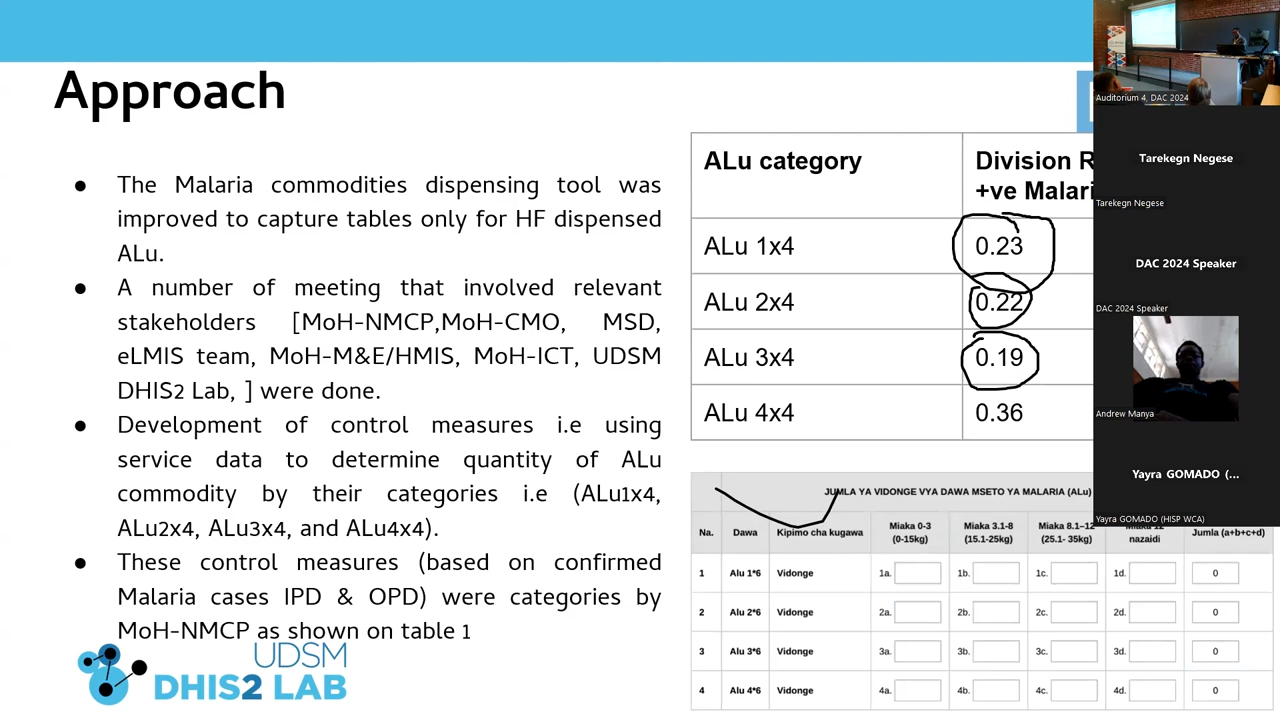 Approach
● The Malaria commodities dispensing tool was
improved to capture tables only for HF dispensed
ALu.
● A number of meeting that involved relevant
stakeholders [MoH-NMCP,MoH-CMO, MSD,
eLMIS team, MoH-M&E/HMIS, MoH-ICT, UDSM
DHIS2 Lab, ] were done.
● Development of control measures i.e using
service data to determine quantity of ALu
commodity by their categories i.e (ALu1x4,
ALu2x4, ALu3x4, and ALu4x4).
● These control measures (based on confirmed
Malaria cases IPD & OPD) were categories by
MoH-NMCP as shown on table 1
UDSM
DHIS2 LAB
ALu category Division R
+ve Malari
ALu 1x4 0.23
ALu 2x4 0.22
ALu 3x4 0.19
ALu 4x4 0.36
JUMLA YA VIDONGE VYA DAWA MSETO YA MALARIA (ALu)
Na. Dawa Kipimo cha kugawa Miaka 0-3 (0-15kg) Miaka 3.1-8 (15.1-25kg) Miaka 8.1–12 (25.1- 35kg) nazaidi Jumla (a+b+c+d)
1 Alu 1*6 Vidonge 1a. 1b. 1c. 1d. 0
2 Alu 2*6 Vidonge 2a. 2b. 2c. 2d. 0
3 Alu 3*6 Vidonge 3a. 3b. 3c. 3d. 0
4 Alu 4*6 Vidonge 4a. 4b. 4c. 4d. 0
Auditorium 4, DAC 2024
Tarekegn Negese
Tarekegn Negese
DAC 2024 Speaker
DAC 2024 Speaker
Andrew Manya
Yayra GOMADO (...
Yayra GOMADO (HISP WCA)